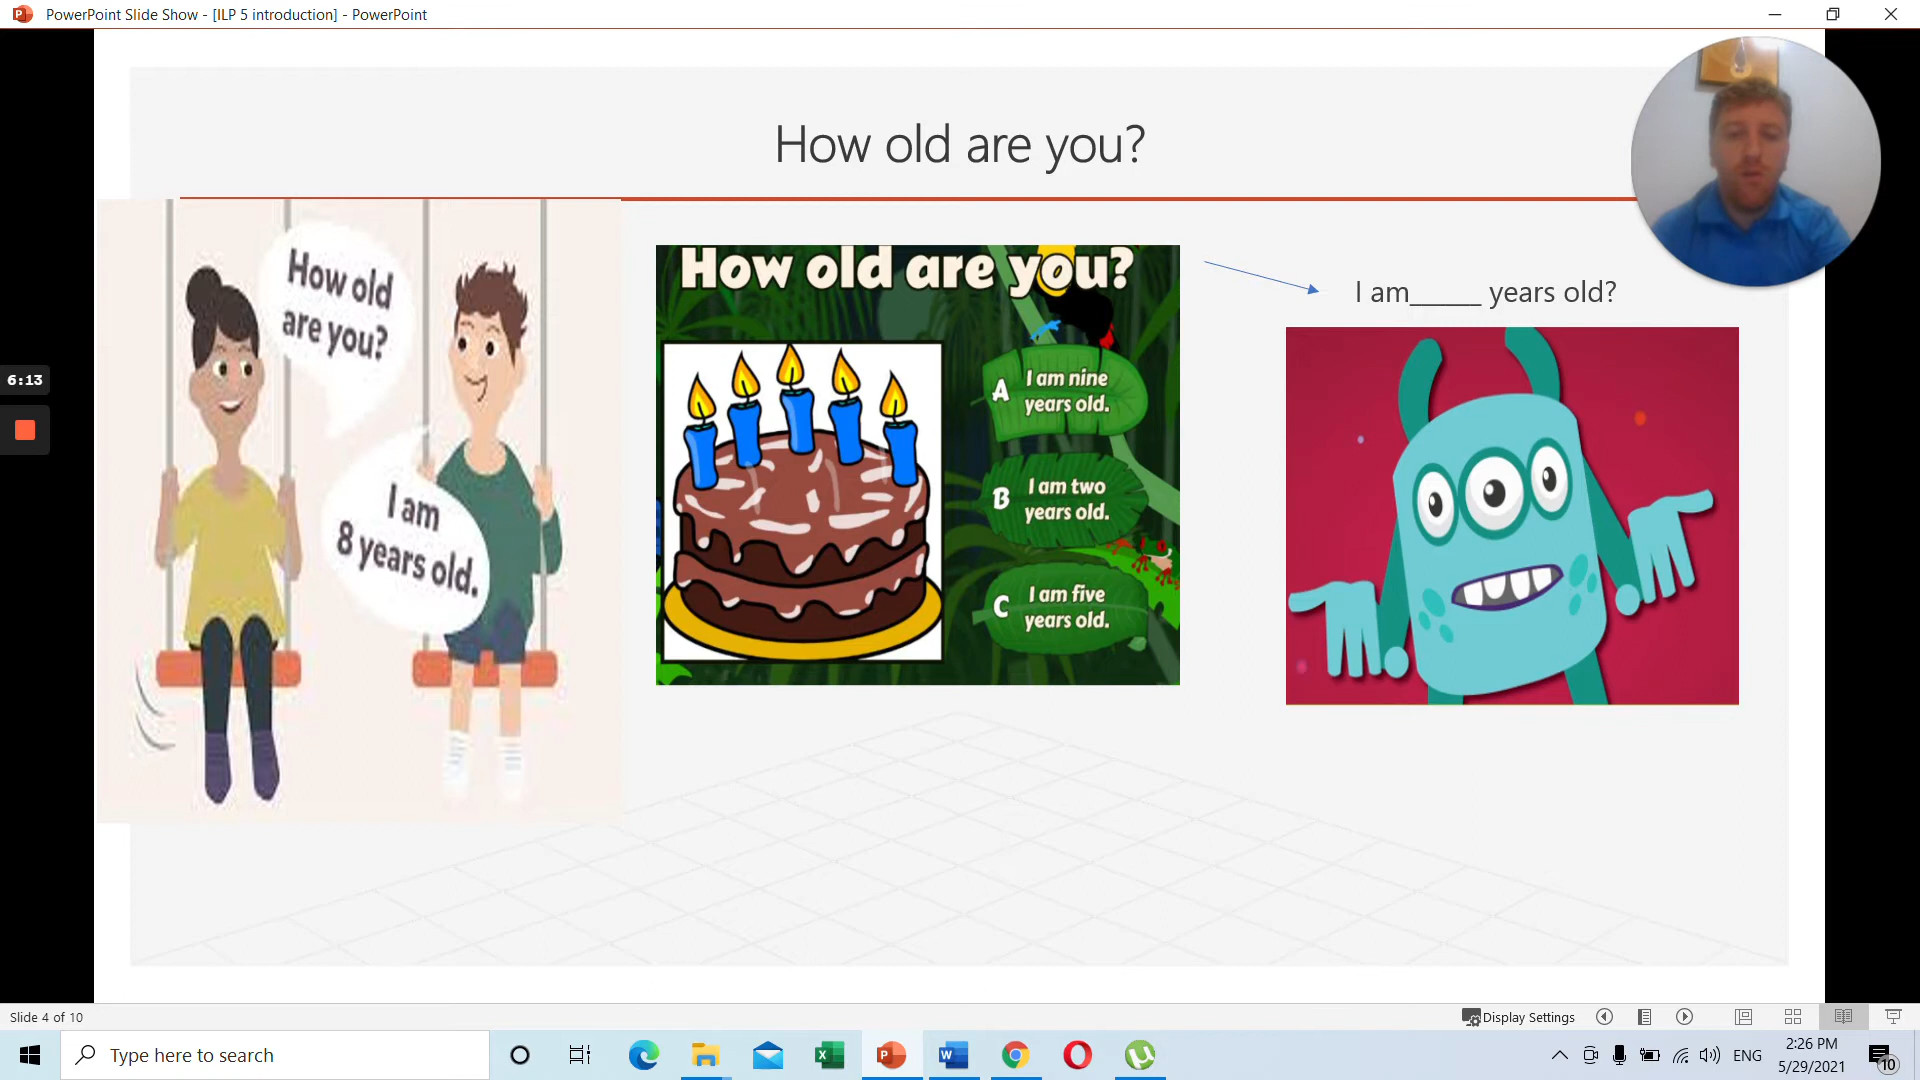 PowerPoint Slide Show - [ILP 5 introduction] - PowerPoint
How old are you?
How old
are you?
I am
8 years old.
How old are you?
A
I am nine
years old.
B
I am two
years old.
C
I am five
years old.
I am_____ years old?
6:13
Slide 4 of 10
Display Settings
Type here to search
ENG
2:26 PM
5/29/2021
10